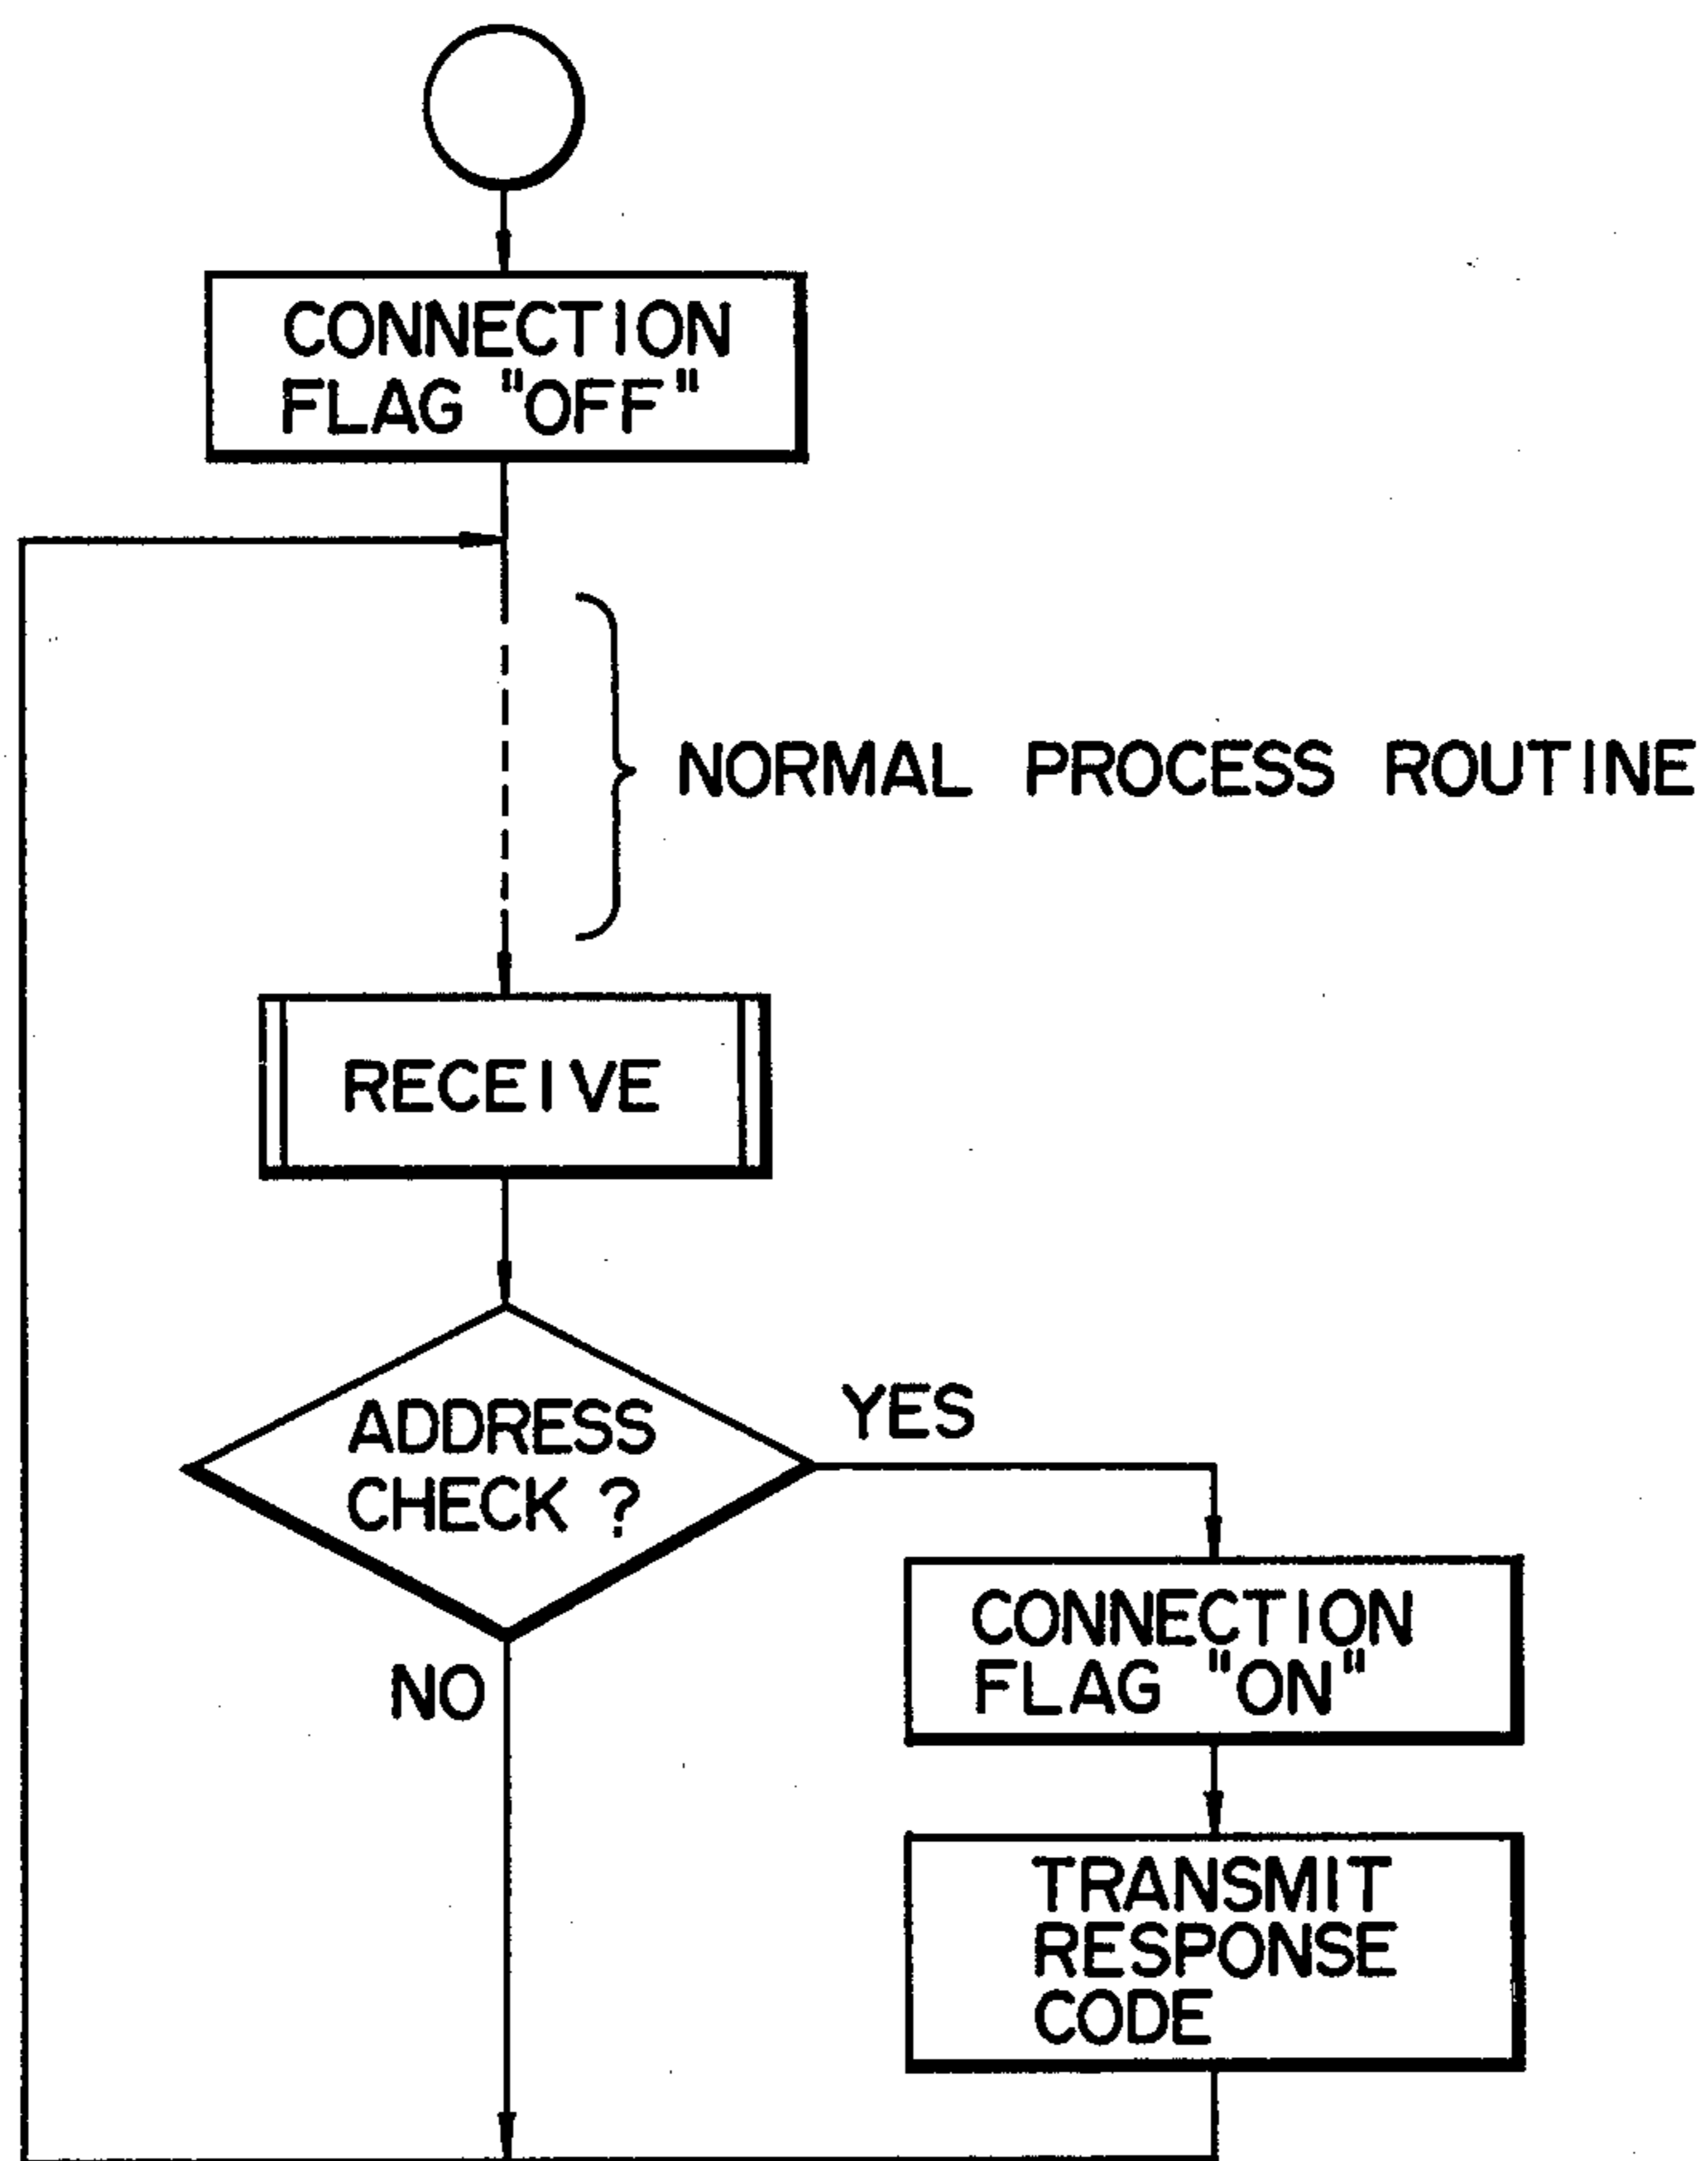 CONNECTION
FLAG "OFF"
NORMAL PROCESS ROUTINE
RECEIVE
ADDRESS
CHECK ?
YES
NO
CONNECTION
FLAG "ON"
TRANSMIT
RESPONSE
CODE